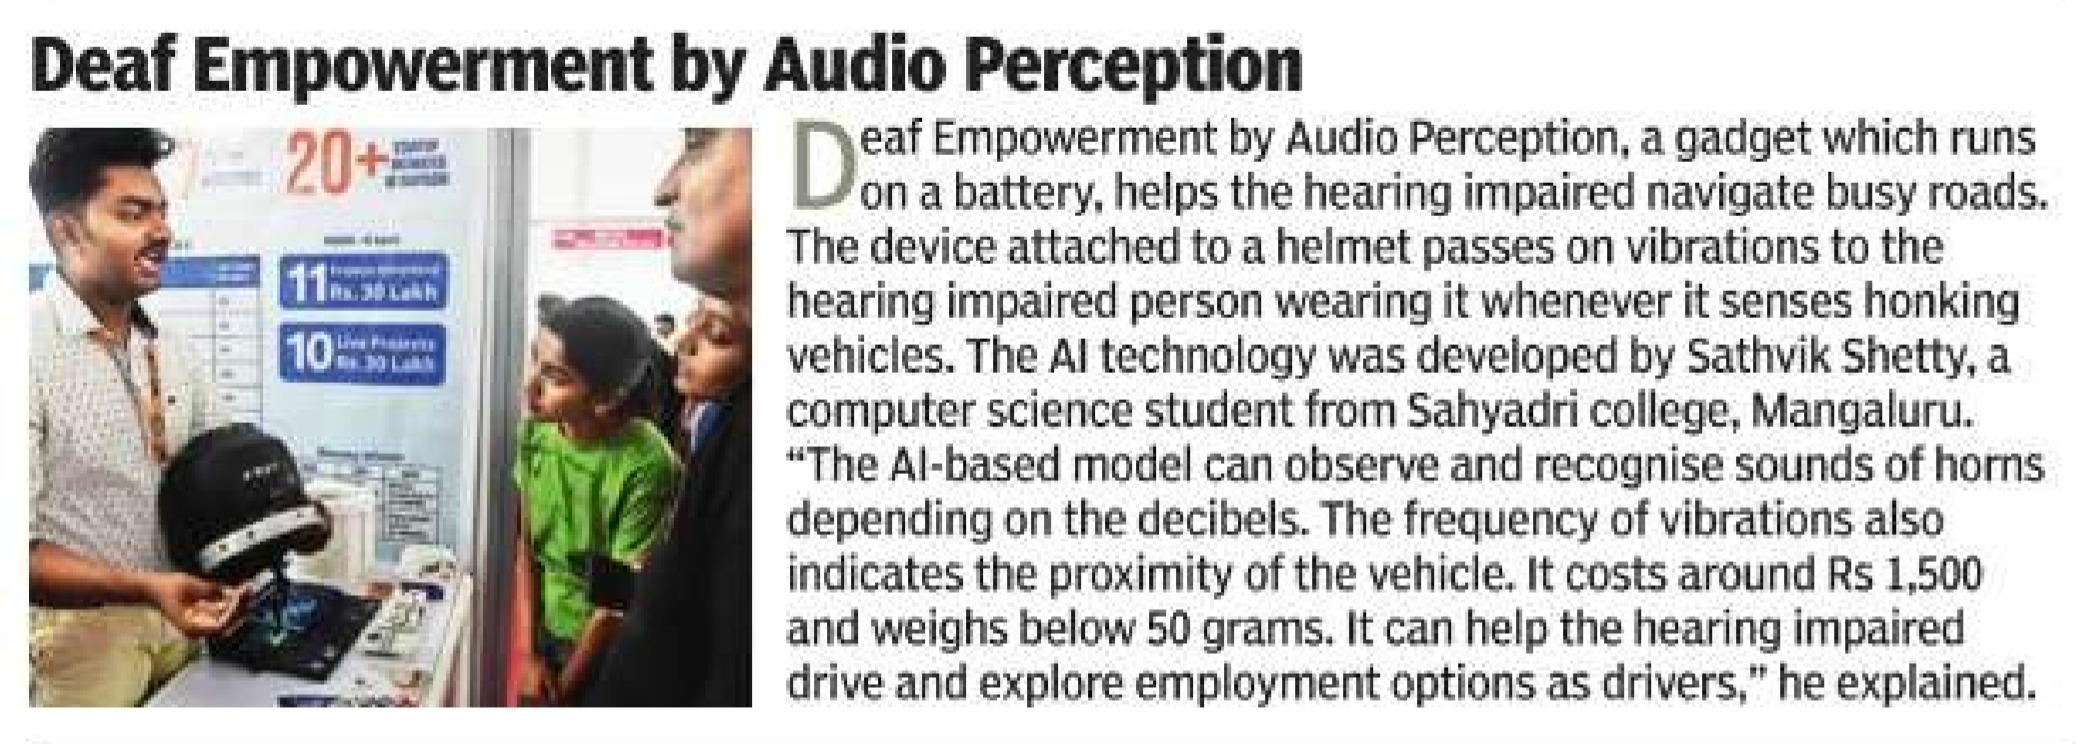 Deaf Empowerment by Audio Perception
20+
11
Rs. 30 Lakh
10 Live Projects
Rs. 30 Lakh
Deaf Empowerment by Audio Perception, a gadget which runs
on a battery, helps the hearing impaired navigate busy roads.
The device attached to a helmet passes on vibrations to the
hearing impaired person wearing it whenever it senses honking
vehicles. The AI technology was developed by Sathvik Shetty, a
computer science student from Sahyadri college, Mangaluru.
“The AI-based model can observe and recognise sounds of horns
depending on the decibels. The frequency of vibrations also
indicates the proximity of the vehicle. It costs around Rs 1,500
and weighs below 50 grams. It can help the hearing impaired
drive and explore employment options as drivers,” he explained.